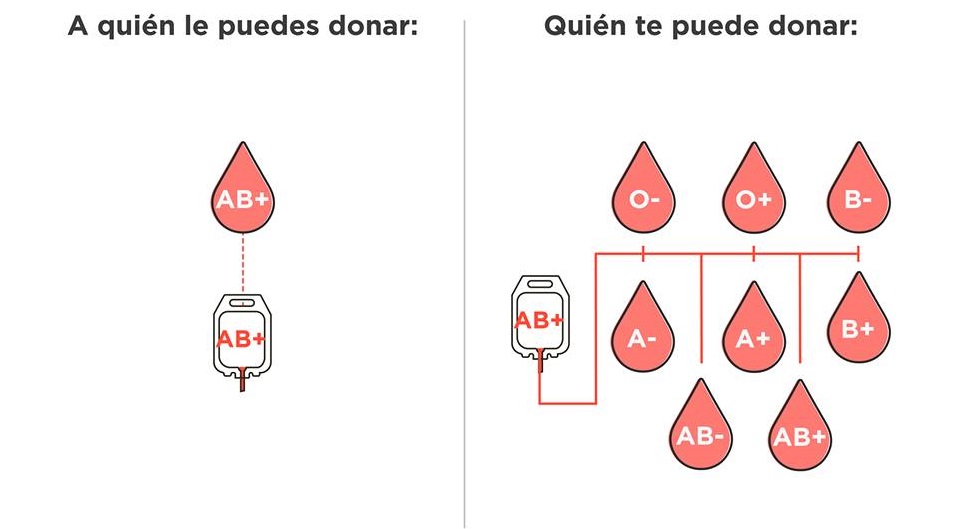 A quién le puedes donar:
AB+
AB+
Quién te puede donar:
O- O+ B-
AB+
A- A+ B+
AB- AB+